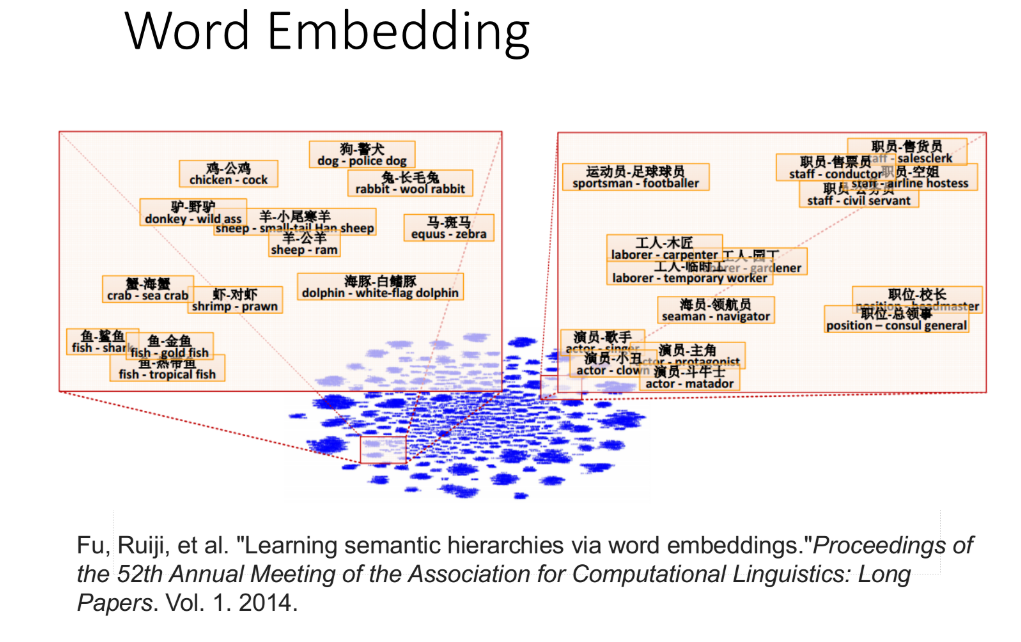 Word Embedding
狗-警犬
dog - police dog
鸡-公鸡
chicken - cock
兔-长毛兔
rabbit - wool rabbit
驴-野驴
donkey - wild ass
羊-小尾寒羊
sheep - small-tail Han sheep
马-斑马
equus - zebra
羊-公羊
sheep - ram
蟹-海蟹
crab - sea crab
虾-对虾
shrimp - prawn
海豚-白鳍豚
dolphin - white-flag dolphin
鱼-鲨鱼
fish - shark
鱼-金鱼
fish - gold fish
鱼-热带鱼
fish - tropical fish
职员-售货员
staff - salesclerk
职员-售票员
staff - conductor
职员-空姐
staff - airline hostess
职员-公务员
staff - civil servant
运动员-足球球员
sportsman - footballer
工人-木匠
laborer - carpenter
工人-园丁
laborer - gardener
工人-临时工
laborer - temporary worker
海员-领航员
seaman - navigator
职位-校长
position - headmaster
职位-总领事
position – consul general
演员-歌手
actor - singer
演员-小丑
actor - clown
演员-主角
actor - protagonist
演员-斗牛士
actor - matador
Fu, Ruiji, et al. "Learning semantic hierarchies via word embeddings."Proceedings of
the 52th Annual Meeting of the Association for Computational Linguistics: Long
Papers. Vol. 1. 2014.